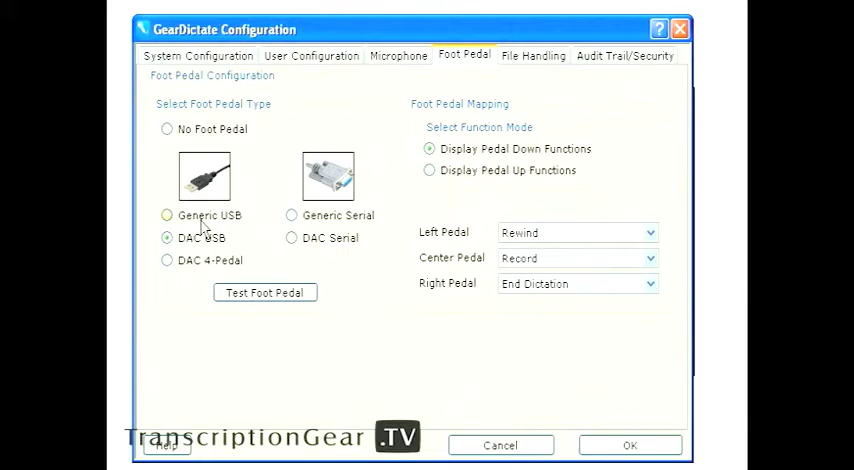 GearDictate Configuration
?
System Configuration
User Configuration
Microphone
Foot Pedal
File Handling
Audit Trail/Security
Foot Pedal Configuration
Select Foot Pedal Type
No Foot Pedal
Generic USB
Generic Serial
DAC USB
DAC Serial
DAC 4-Pedal
Test Foot Pedal
Foot Pedal Mapping
Select Function Mode
Display Pedal Down Functions
Display Pedal Up Functions
Left Pedal Rewind
Center Pedal Record
Right Pedal End Dictation
TranscriptionGear .TV
Help
Cancel
OK